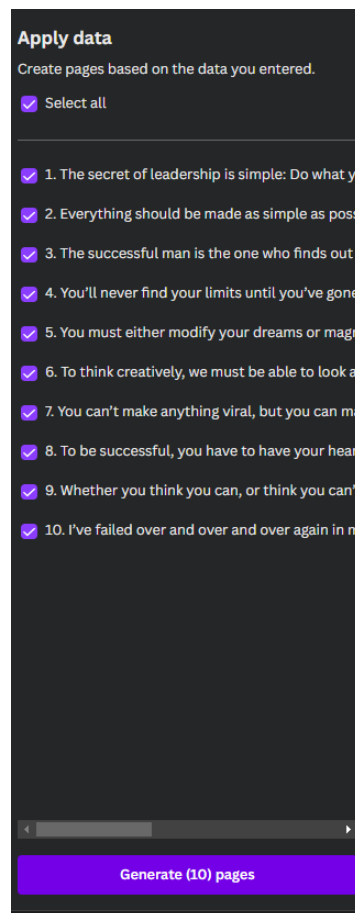 Apply data
Create pages based on the data you entered.
Select all
1. The secret of leadership is simple: Do what
2. Everything should be made as simple as
3. The successful man is the one who finds out
4. You’ll never find your limits until you’ve gone
5. You must either modify your dreams or
6. To think creatively, we must be able to look
7. You can’t make anything viral, but you can
8. To be successful, you have to have your
9. Whether you think you can, or think you can’
10. I’ve failed over and over and over again in
Generate (10) pages